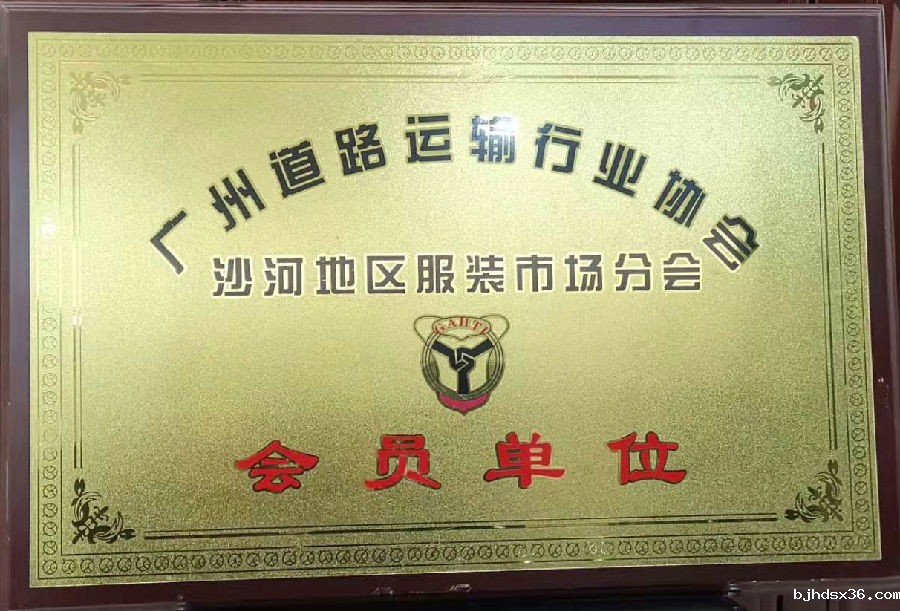 广州道路运输行业协会
沙河地区服装市场分会
GAHTI
会员单位
bjhdsx36.com